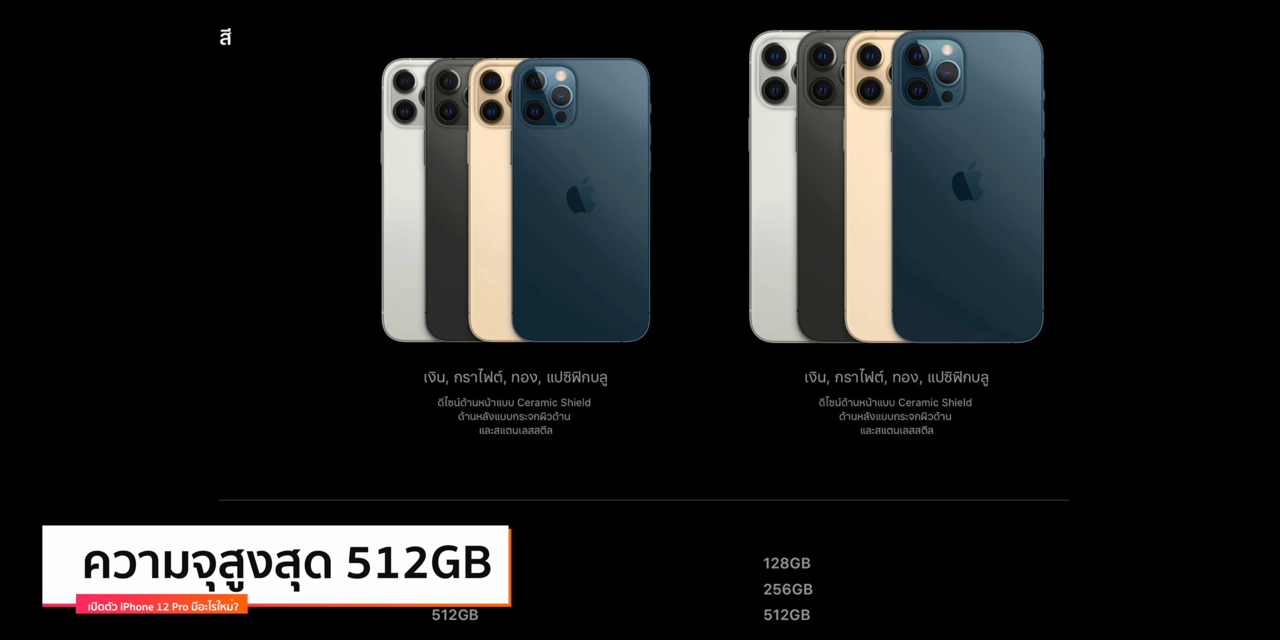 สี
เงิน, กราไฟต์, ทอง, แปซิฟิกบลู
ดีไซน์ด้านหน้าแบบ Ceramic Shield
ด้านหลังแบบกระจกผิวด้าน
และสแตนเลสสตีล
เงิน, กราไฟต์, ทอง, แปซิฟิกบลู
ดีไซน์ด้านหน้าแบบ Ceramic Shield
ด้านหลังแบบกระจกผิวด้าน
และสแตนเลสสตีล
ความจุสูงสุด 512GB
เปิดตัว iPhone 12 Pro มีอะไรใหม่?
512GB
128GB
256GB
512GB